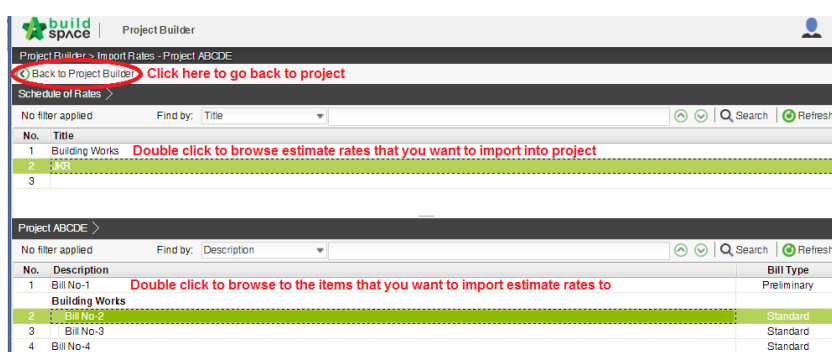 build
space
Project Builder
Project Builder > Import Rates - Project ABCDE
Back to Project Builder Click here to go back to project
Schedule of Rates >
No filter applied Find by: Title Search Refresh
No. Title
1 Building Works Double click to browse estimate rates that you want to import into project
2 JKR
3
Project ABCDE >
No filter applied Find by: Description Search Refresh
No. Description Bill Type
1 Bill No-1 Double click to browse to the items that you want to import estimate rates to Preliminary
Building Works
2 Bill No-2 Standard
3 Bill No-3 Standard
4 Bill No-4 Standard